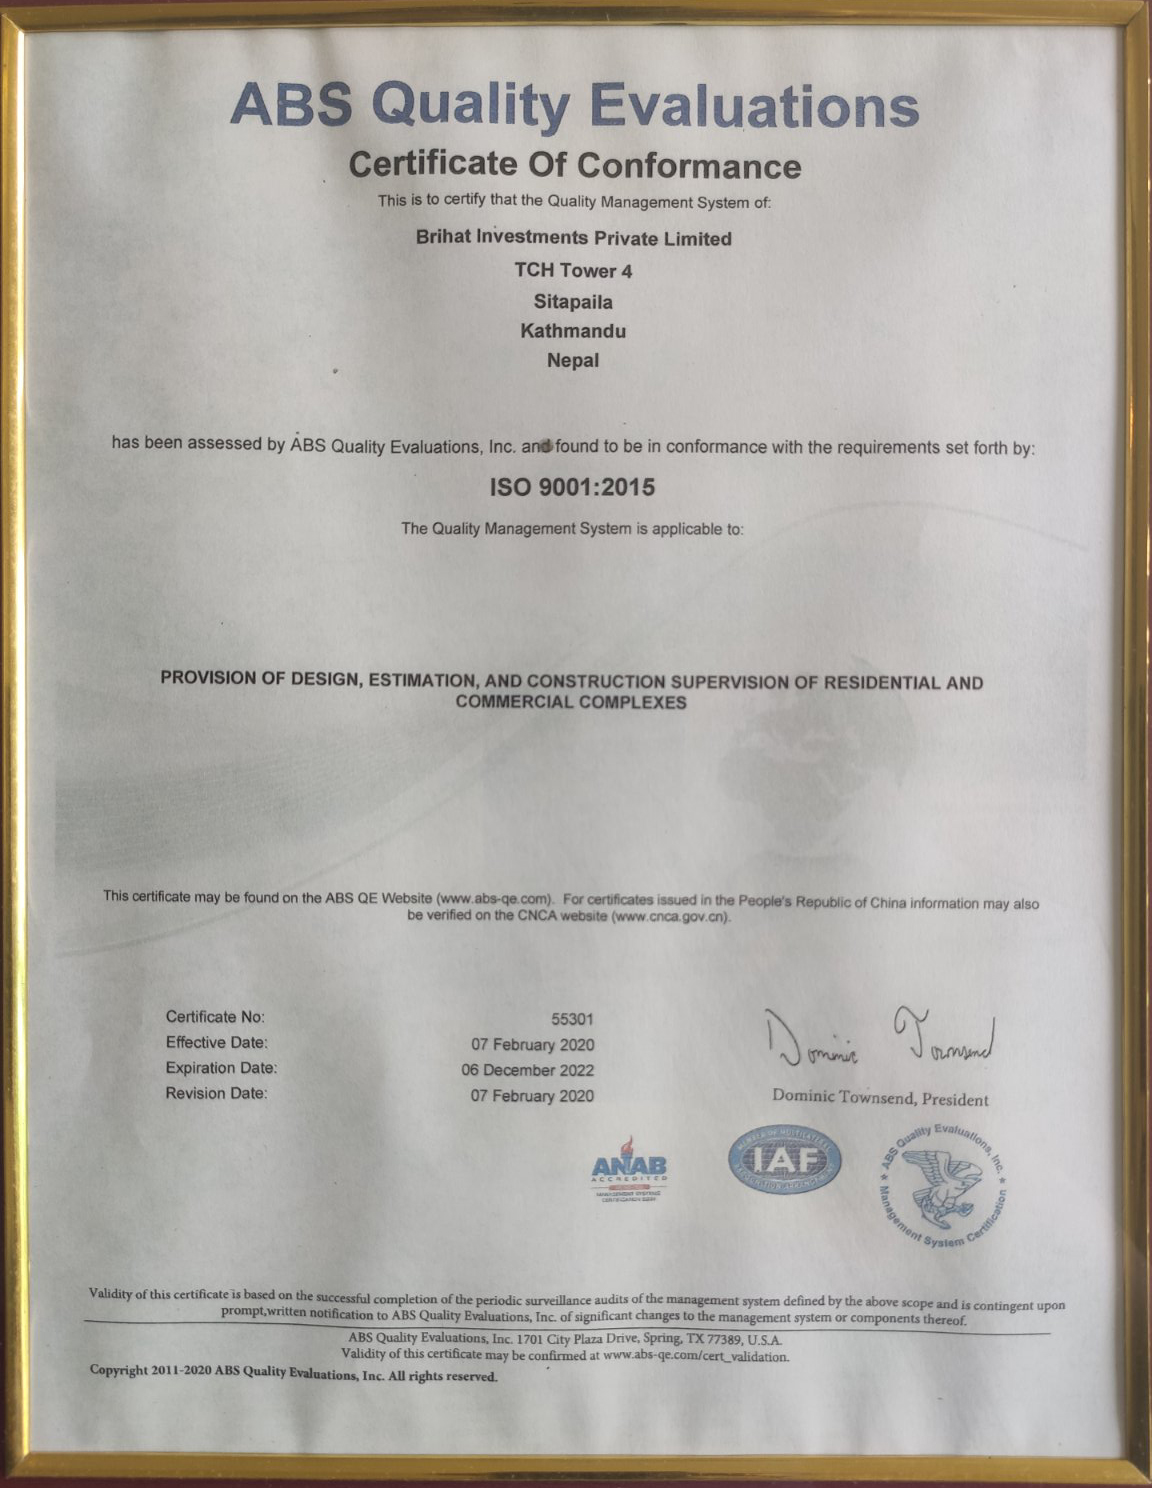 ABS Quality Evaluations
Certificate Of Conformance
This is to certify that the Quality Management System of:
Brihat Investments Private Limited
TCH Tower 4
Sitapaila
Kathmandu
Nepal
has been assessed by ABS Quality Evaluations, Inc. and found to be in conformance with the requirements set forth by:
ISO 9001:2015
The Quality Management System is applicable to:
PROVISION OF DESIGN, ESTIMATION, AND CONSTRUCTION SUPERVISION OF RESIDENTIAL AND
COMMERCIAL COMPLEXES
This certificate may be found on the ABS QE Website (www.abs-qe.com). For certificates issued in the People's Republic of China information may also
be verified on the CNCA website (www.cnca.gov.cn).
Certificate No: 55301
Effective Date: 07 February 2020
Expiration Date: 06 December 2022
Revision Date: 07 February 2020
Dominic Townsend
Dominic Townsend, President
ANAB
ACCREDITED
MANAGEMENT SYSTEMS
CERTIFICATION BODY
MEMBER OF MULTILATERAL
IAF
ABS Quality Evaluations, Inc.
Management System Certification
Validity of this certificate is based on the successful completion of the periodic surveillance audits of the management system defined by the above scope and is contingent upon
prompt,written notification to ABS Quality Evaluations, Inc. of significant changes to the management system or components thereof.
ABS Quality Evaluations, Inc. 1701 City Plaza Drive, Spring, TX 77389, U.S.A.
Validity of this certificate may be confirmed at www.abs-qe.com/cert_validation.
Copyright 2011-2020 ABS Quality Evaluations, Inc. All rights reserved.